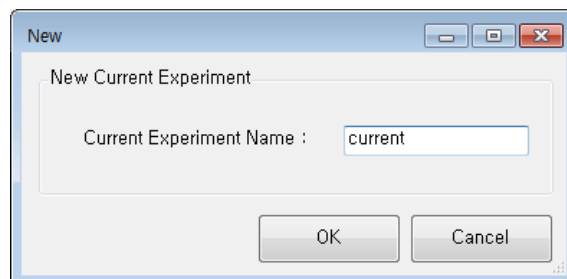 New
New Current Experiment
Current Experiment Name :
current
OK
Cancel